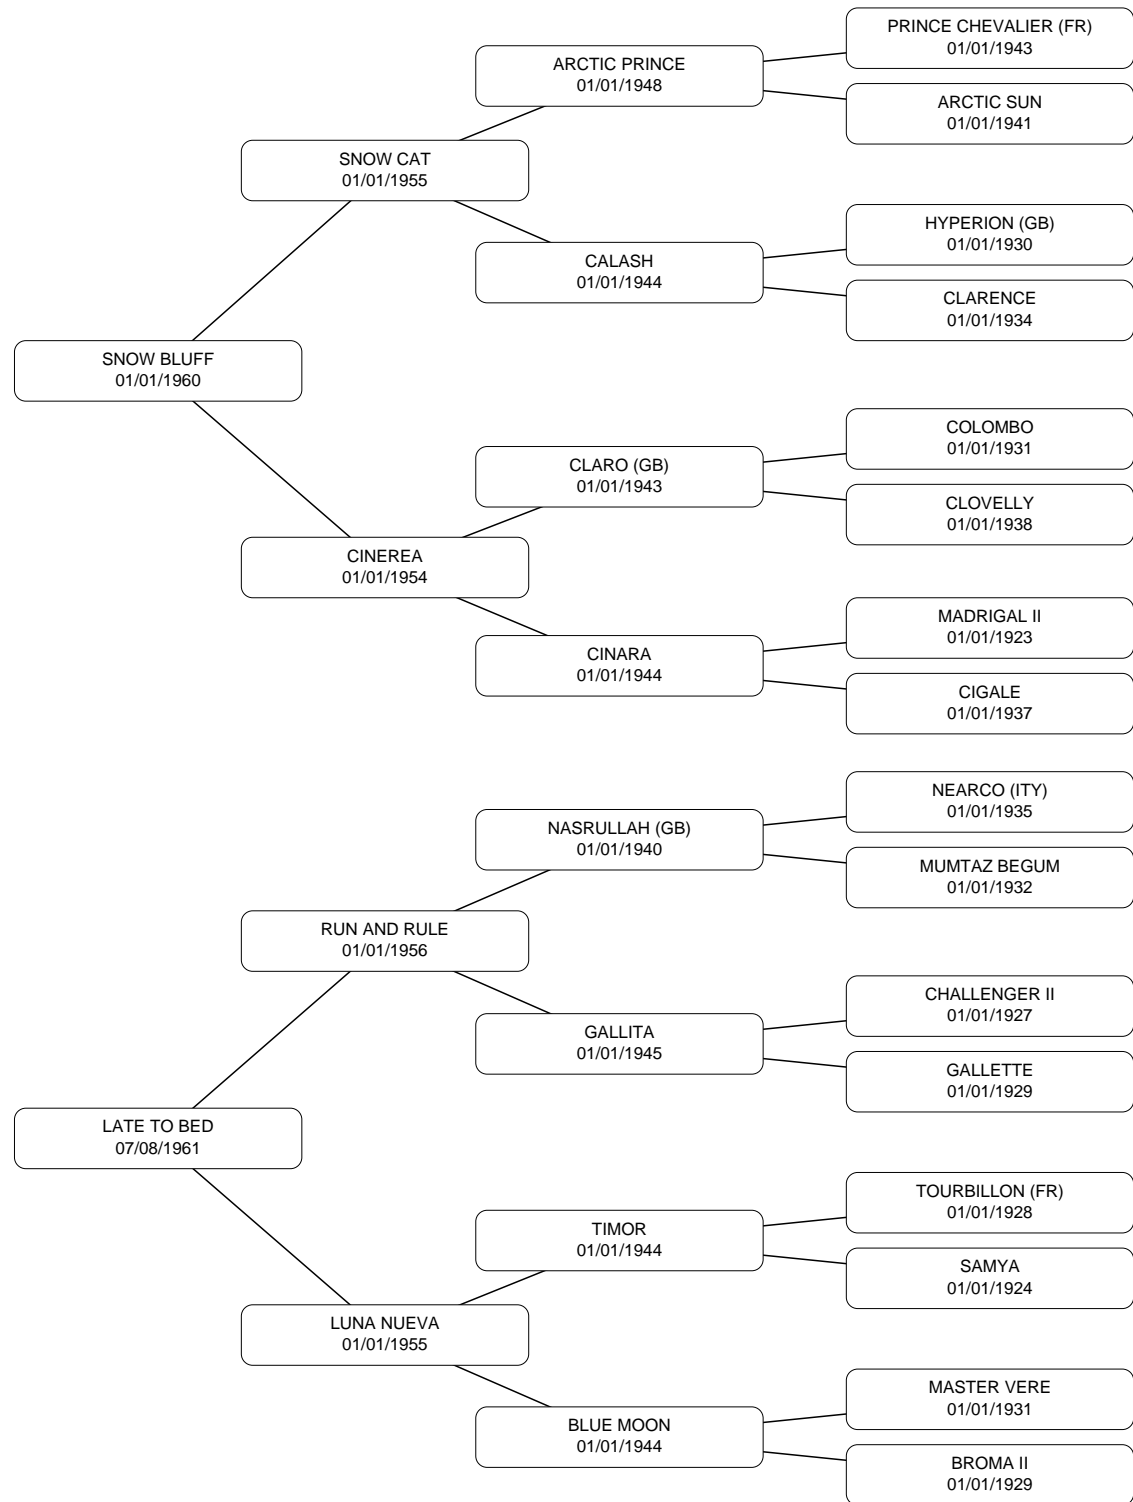 PRINCE CHEVALIER (FR)
01/01/1943
ARCTIC PRINCE
01/01/1948
ARCTIC SUN
01/01/1941
SNOW CAT
01/01/1955
HYPERION (GB)
01/01/1930
CALASH
01/01/1944
CLARENCE
01/01/1934
SNOW BLUFF
01/01/1960
COLOMBO
01/01/1931
CLARO (GB)
01/01/1943
CLOVELLY
01/01/1938
CINEREA
01/01/1954
MADRIGAL II
01/01/1923
CINARA
01/01/1944
CIGALE
01/01/1937
NEARCO (ITY)
01/01/1935
NASRULLAH (GB)
01/01/1940
MUMTAZ BEGUM
01/01/1932
RUN AND RULE
01/01/1956
CHALLENGER II
01/01/1927
GALLITA
01/01/1945
GALLETTE
01/01/1929
LATE TO BED
07/08/1961
TOURBILLON (FR)
01/01/1928
TIMOR
01/01/1944
SAMYA
01/01/1924
LUNA NUEVA
01/01/1955
MASTER VERE
01/01/1931
BLUE MOON
01/01/1944
BROMA II
01/01/1929